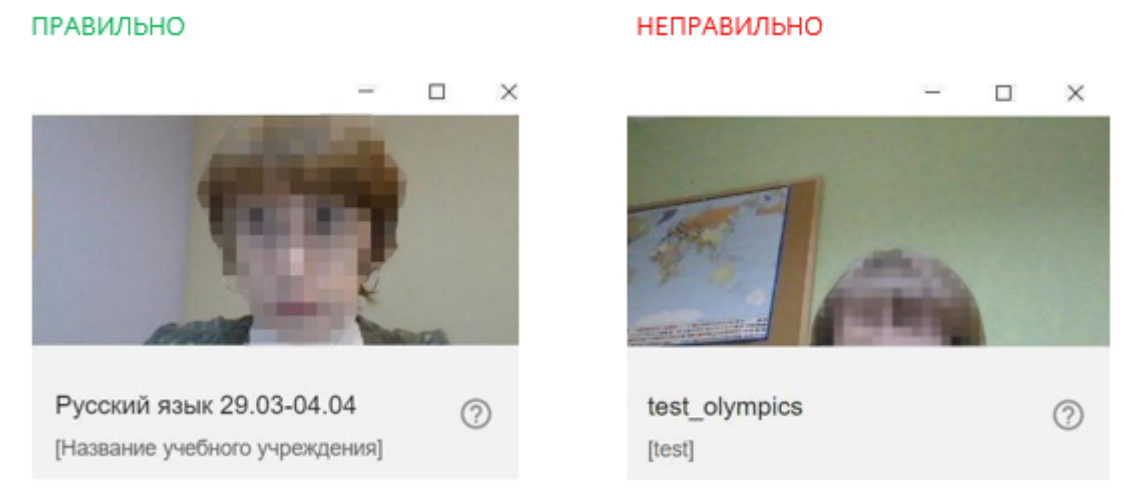 ПРАВИЛЬНО
НЕПРАВИЛЬНО
Русский язык 29.03-04.04
[Название учебного учреждения]
test_olympics
[test]